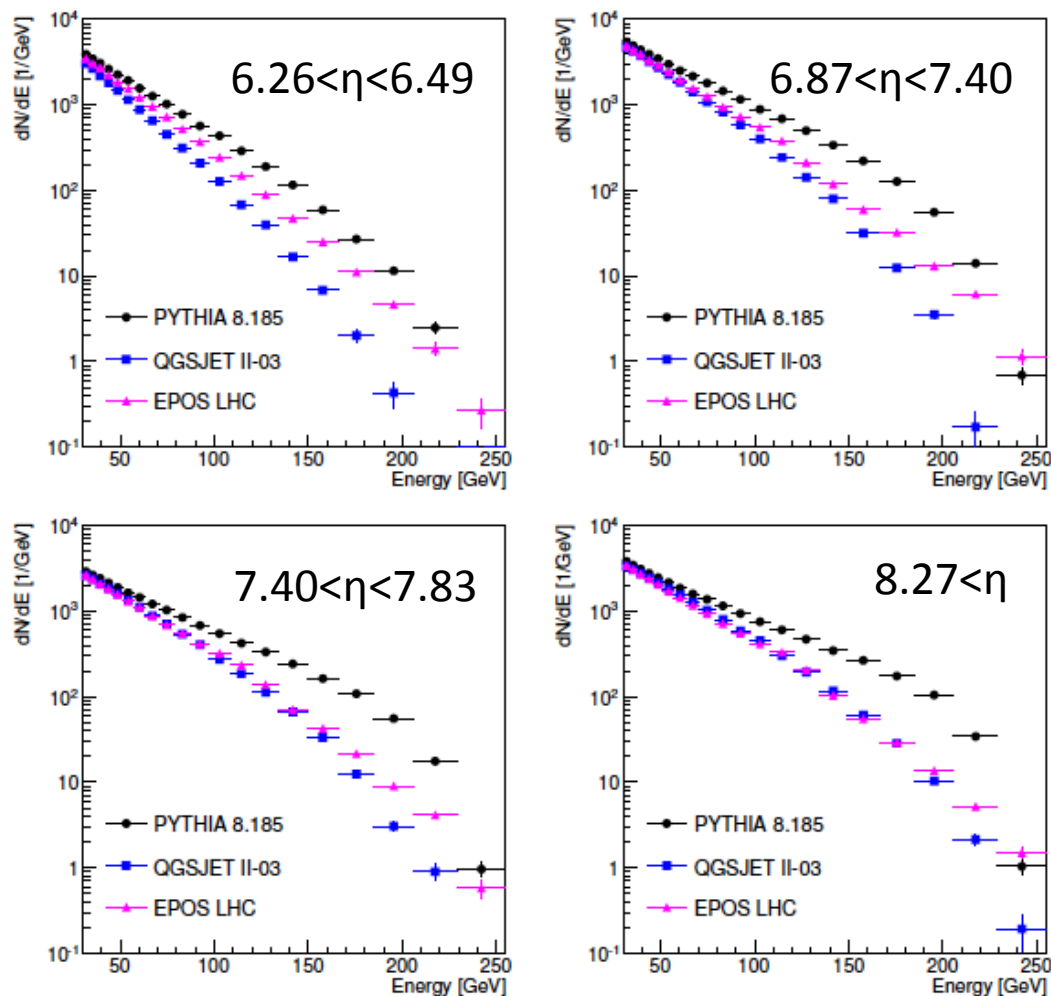 dN/dE [1/GeV]
10⁴
10³
10²
10
1
10⁻¹
6.26<η<6.49
PYTHIA 8.185
QGSJET II-03
EPOS LHC
50 100 150 200 250
Energy [GeV]
dN/dE [1/GeV]
10⁴
10³
10²
10
1
10⁻¹
6.87<η<7.40
PYTHIA 8.185
QGSJET II-03
EPOS LHC
50 100 150 200 250
Energy [GeV]
dN/dE [1/GeV]
10⁴
10³
10²
10
1
10⁻¹
7.40<η<7.83
PYTHIA 8.185
QGSJET II-03
EPOS LHC
50 100 150 200 250
Energy [GeV]
dN/dE [1/GeV]
10⁴
10³
10²
10
1
10⁻¹
8.27<η
PYTHIA 8.185
QGSJET II-03
EPOS LHC
50 100 150 200 250
Energy [GeV]